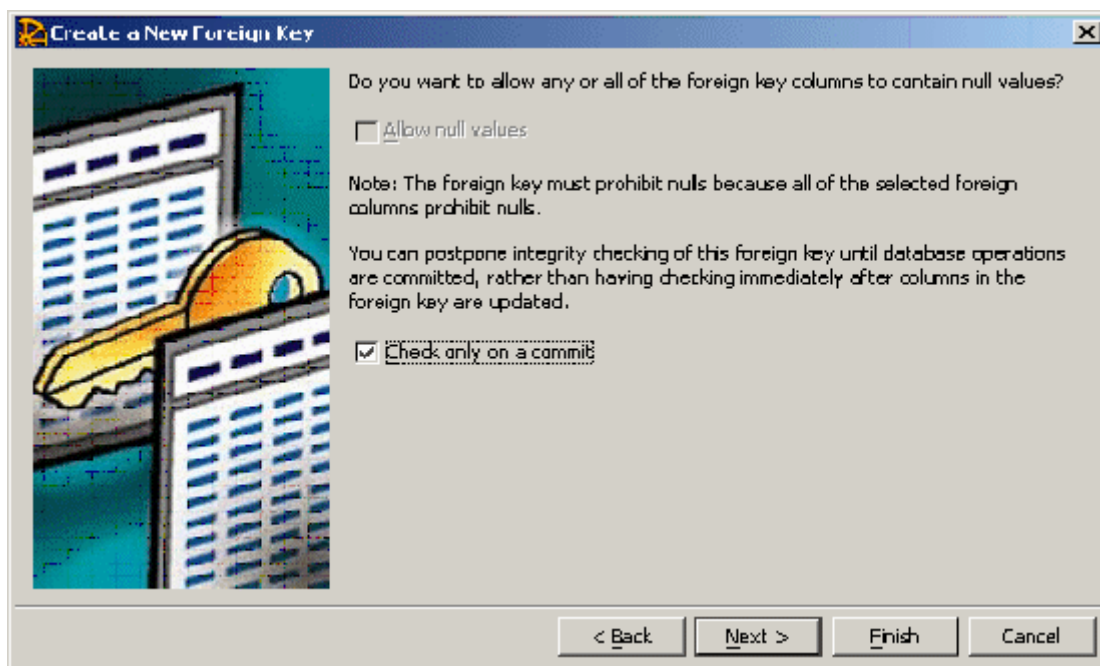 Create a New Foreign Key
Do you want to allow any or all of the foreign key columns to contain null values?
Allow null values
Note: The foreign key must prohibit nulls because all of the selected foreign
columns prohibit nulls.
You can postpone integrity checking of this foreign key until database operations
are committed, rather than having checking immediately after columns in the
foreign key are updated.
Check only on a commit
< Back
Next >
Finish
Cancel